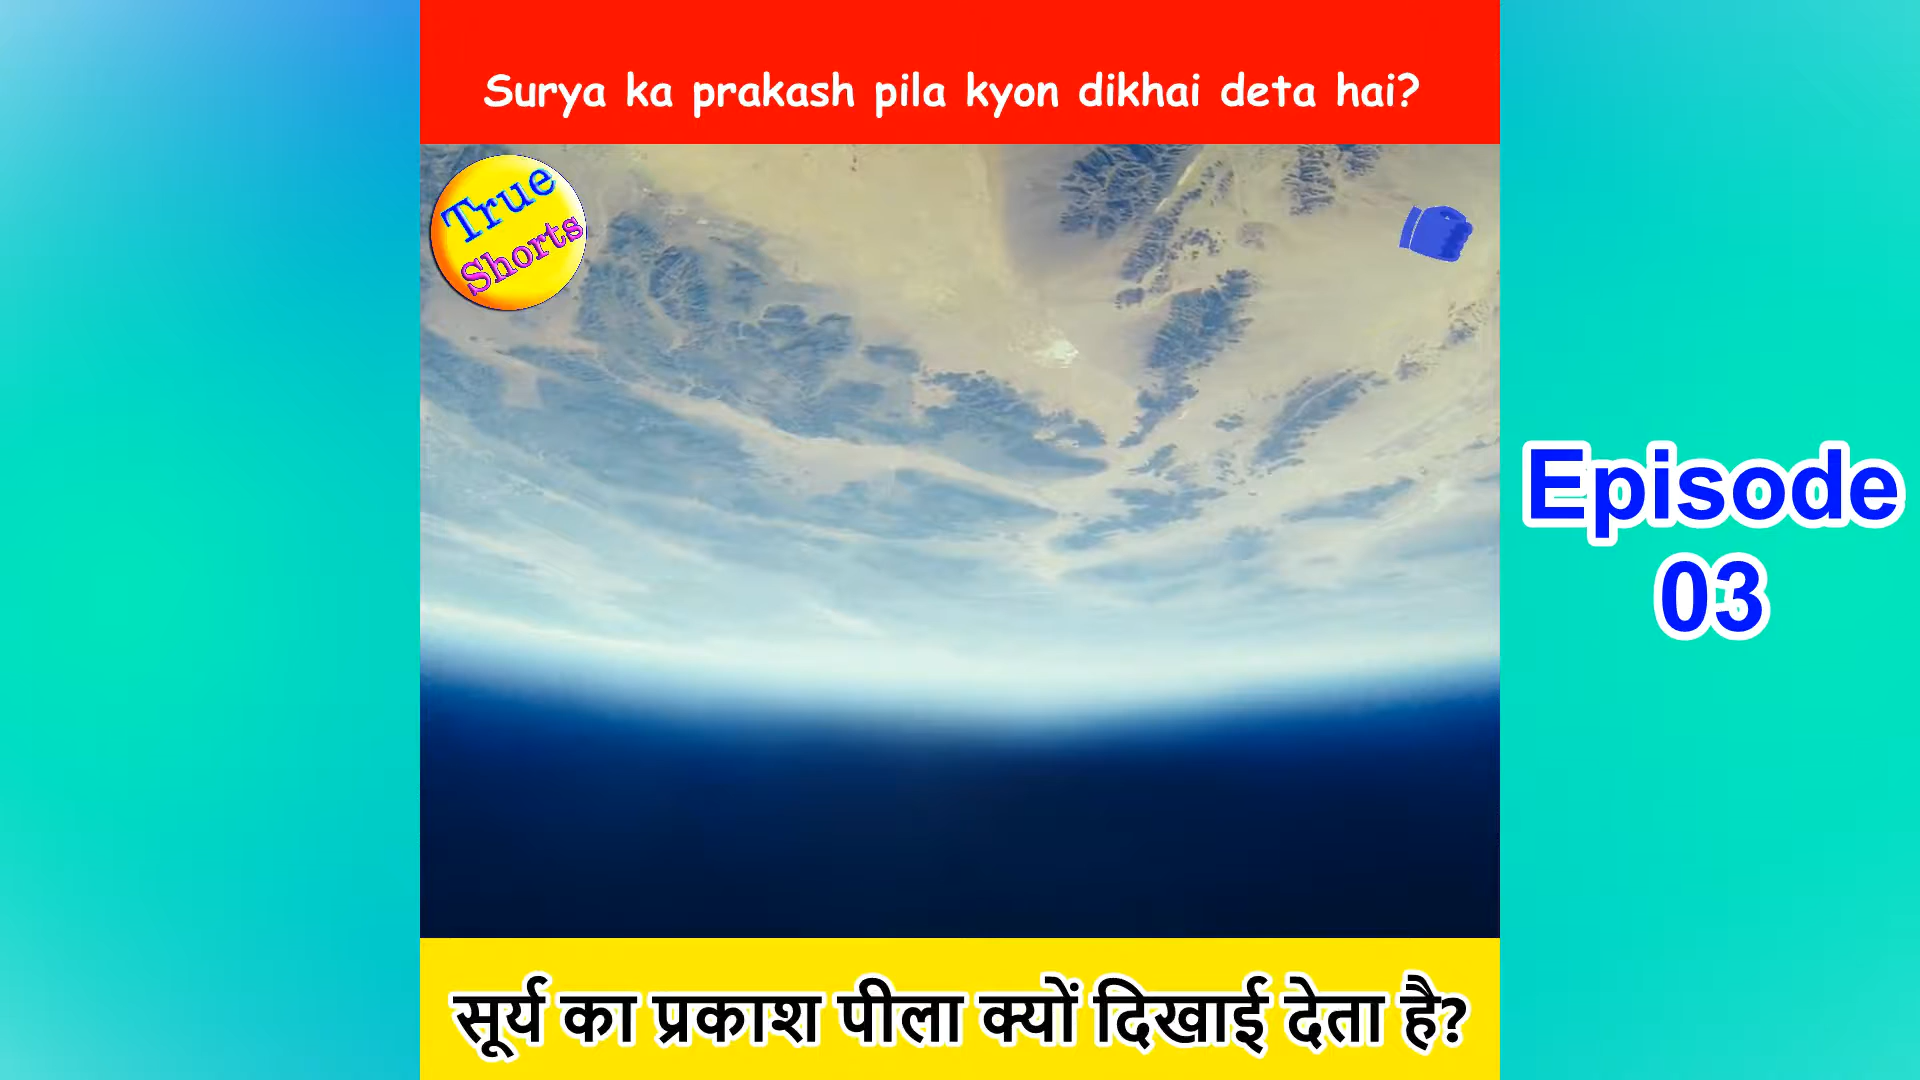 Surya ka prakash pila kyon dikhai deta hai?
True
Shorts
Episode
03
सूर्य का प्रकाश पीला क्यों दिखाई देता है?